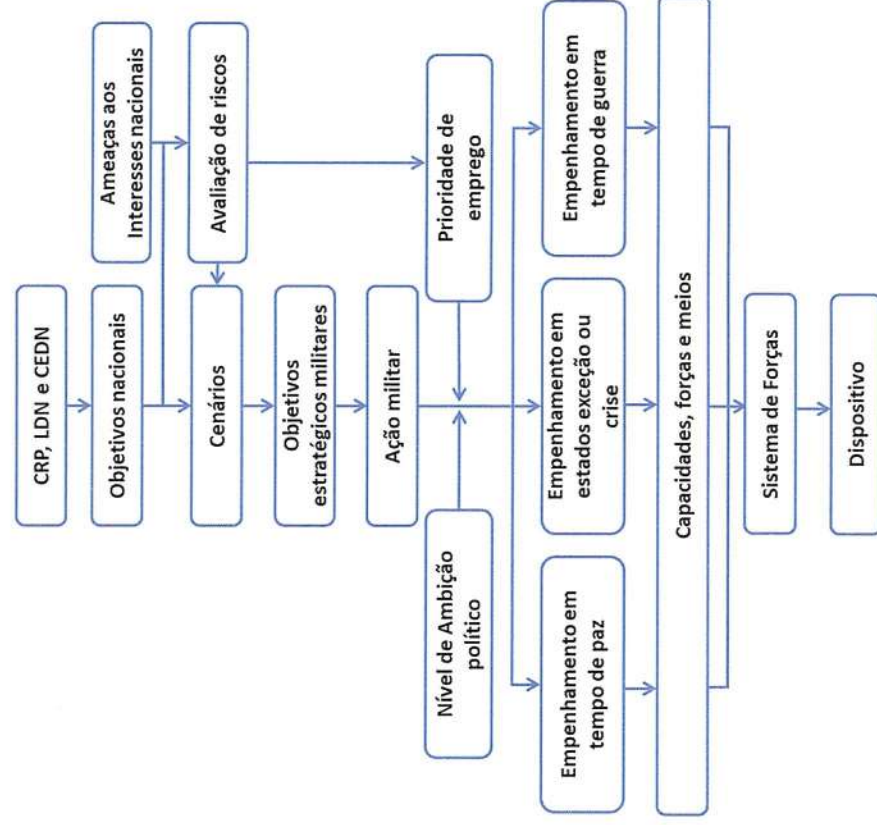 CRP, LDN e CEDN
Objetivos nacionais
Ameaças aos
Interesses nacionais
Avaliação de riscos
Cenários
Objetivos
estratégicos militares
Ação militar
Nível de Ambição
político
Prioridade de
emprego
Empenhamento em
tempo de paz
Empenhamento em
estados exceção ou
crise
Empenhamento em
tempo de guerra
Capacidades, forças e meios
Sistema de Forças
Dispositivo